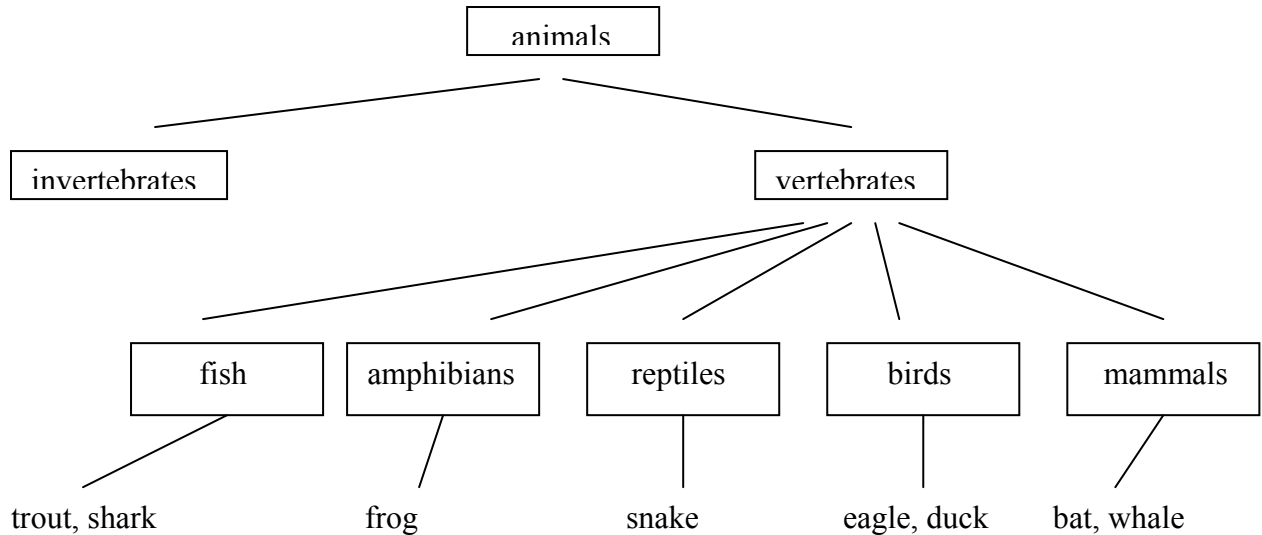 animals
invertebrates vertebrates
fish amphibians reptiles birds mammals
trout, shark frog snake eagle, duck bat, whale